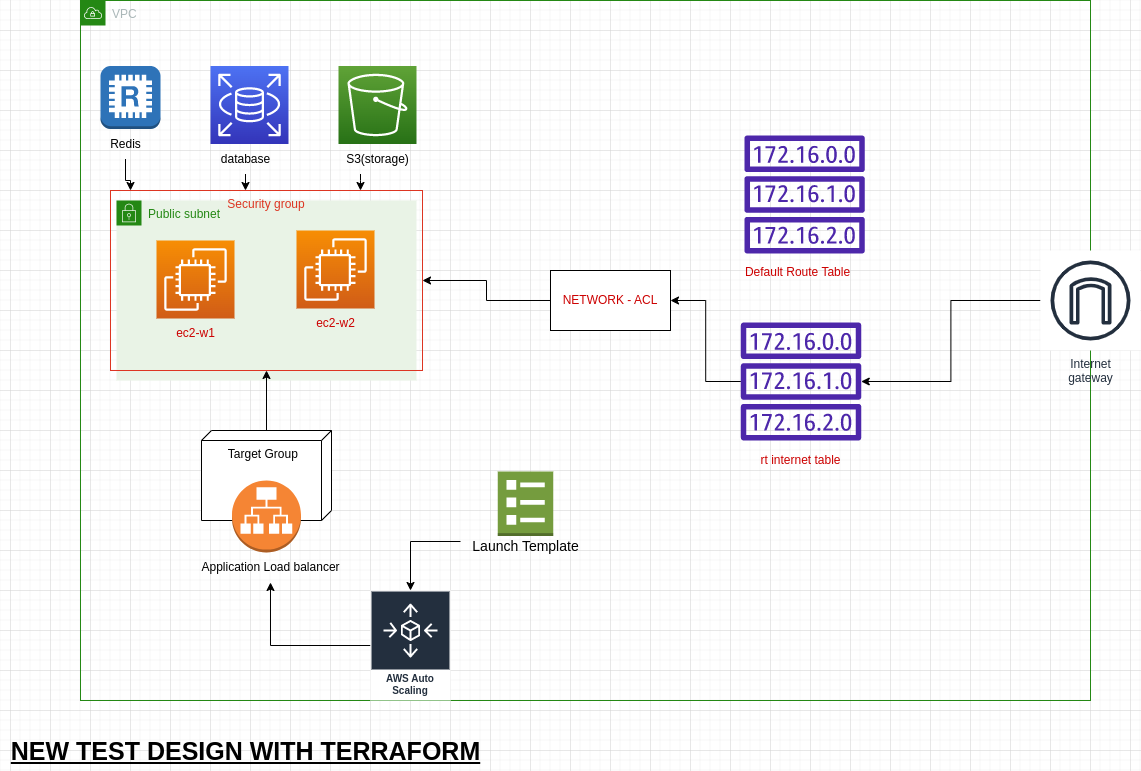 VPC
R
Redis
database
S3(storage)
Security group
Public subnet
ec2-w1
ec2-w2
NETWORK - ACL
172.16.0.0
172.16.1.0
172.16.2.0
Default Route Table
172.16.0.0
172.16.1.0
172.16.2.0
rt internet table
Internet
gateway
Target Group
Application Load balancer
Launch Template
AWS Auto
Scaling
NEW TEST DESIGN WITH TERRAFORM